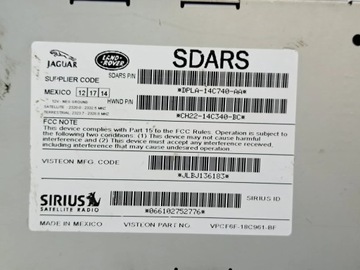 JAGUAR
LAND ROVER
SDARS
SUPPLIER CODE
SDARS P/N
*DPLA-14C740-AA*
MEXICO 12 17 14
12V - NEG GROUND
HWND P/N
*CH22-14C340-BC*
FCC NOTE
This device complies with Part 15 fo the FCC Rules. Operation is subject
to the following two conditions: (1) This device may not cause harmful
interference, and (2) This device must accept any interference received,
including interference that may cause undesired operation.
VISTEON MFG. CODE
*JLBJ136183*
SIRIUS
SATELLITE RADIO
SIRIUS ID
*066102752776*
MADE IN MEXICO
VISTEON PART NO.
VPCF6F-18C961-BF